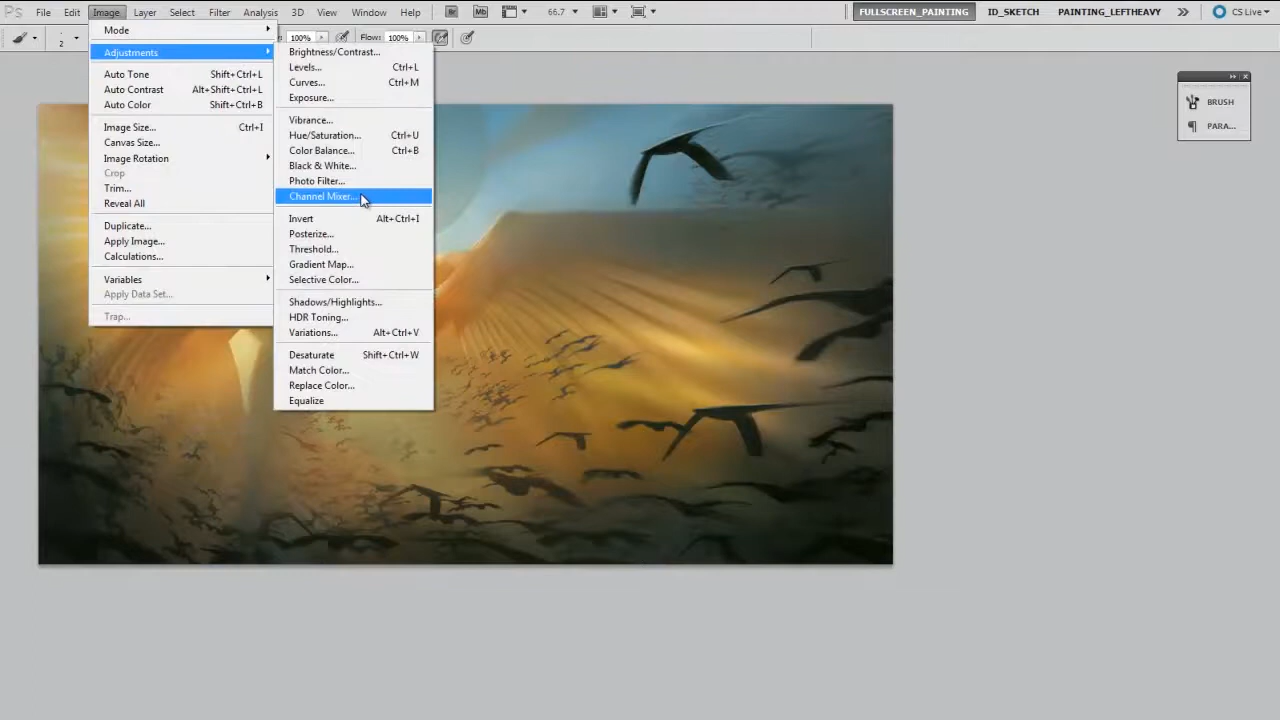 Ps File Edit Image Layer Select Filter Analysis 3D View Window Help Br Mb 66.7 FULLSCREEN_PAINTING ID_SKETCH PAINTING_LEFTHEAVY CS Live
2 100% Flow: 100%
Mode
Adjustments
Auto Tone Shift+Ctrl+L
Auto Contrast Alt+Shift+Ctrl+L
Auto Color Shift+Ctrl+B
Image Size... Ctrl+I
Canvas Size...
Image Rotation
Crop
Trim...
Reveal All
Duplicate...
Apply Image...
Calculations...
Variables
Apply Data Set...
Trap...
Brightness/Contrast...
Levels... Ctrl+L
Curves... Ctrl+M
Exposure...
Vibrance...
Hue/Saturation... Ctrl+U
Color Balance... Ctrl+B
Black & White...
Photo Filter...
Channel Mixer...
Invert Alt+Ctrl+I
Posterize...
Threshold...
Gradient Map...
Selective Color...
Shadows/Highlights...
HDR Toning...
Variations... Alt+Ctrl+V
Desaturate Shift+Ctrl+W
Match Color...
Replace Color...
Equalize
BRUSH
PARA...